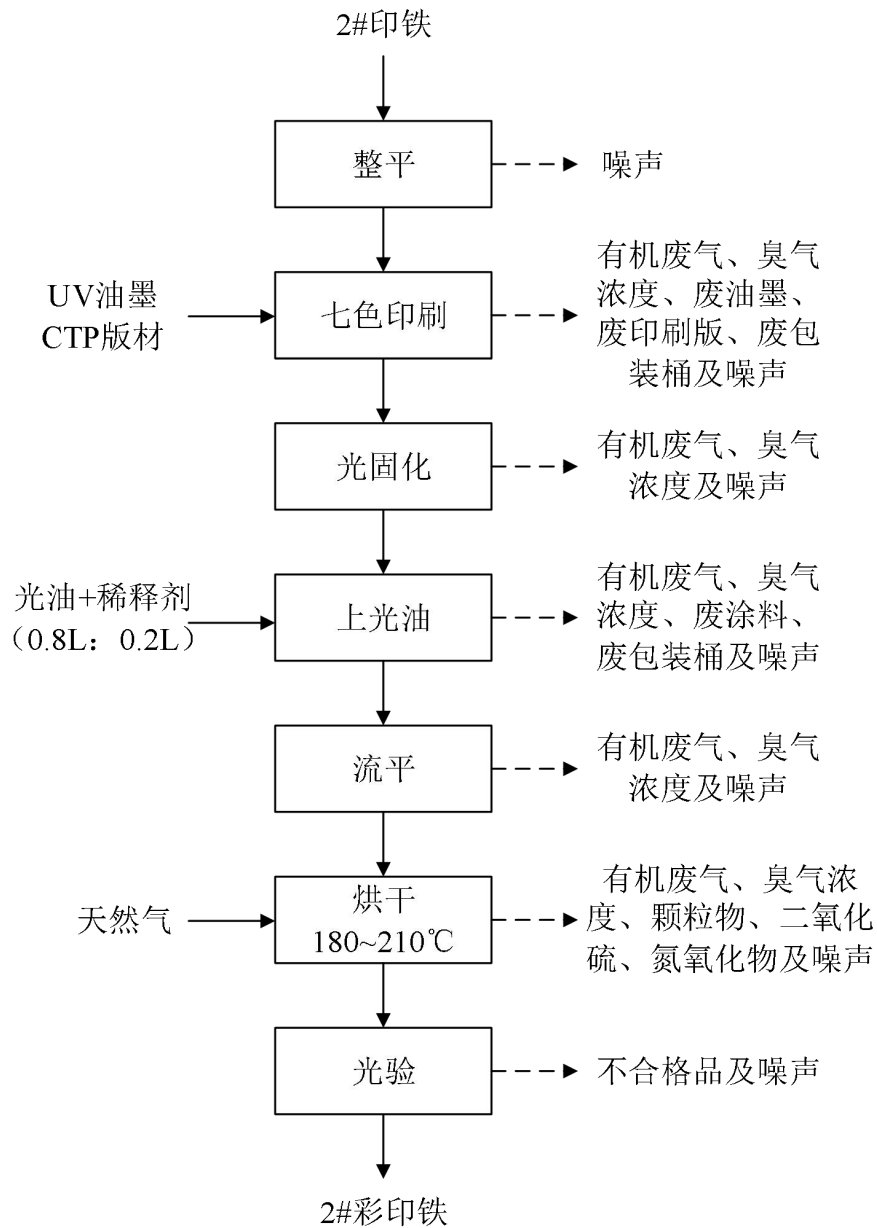 2#印铁
整平
噪声
UV油墨
CTP版材
七色印刷
有机废气、臭气
浓度、废油墨、
废印刷版、废包
装桶及噪声
光固化
有机废气、臭气
浓度及噪声
光油+稀释剂
（0.8L：0.2L）
上光油
有机废气、臭气
浓度、废涂料、
废包装桶及噪声
流平
有机废气、臭气
浓度及噪声
天然气
烘干
180~210℃
有机废气、臭气浓
度、颗粒物、二氧化
硫、氮氧化物及噪声
光验
不合格品及噪声
2#彩印铁